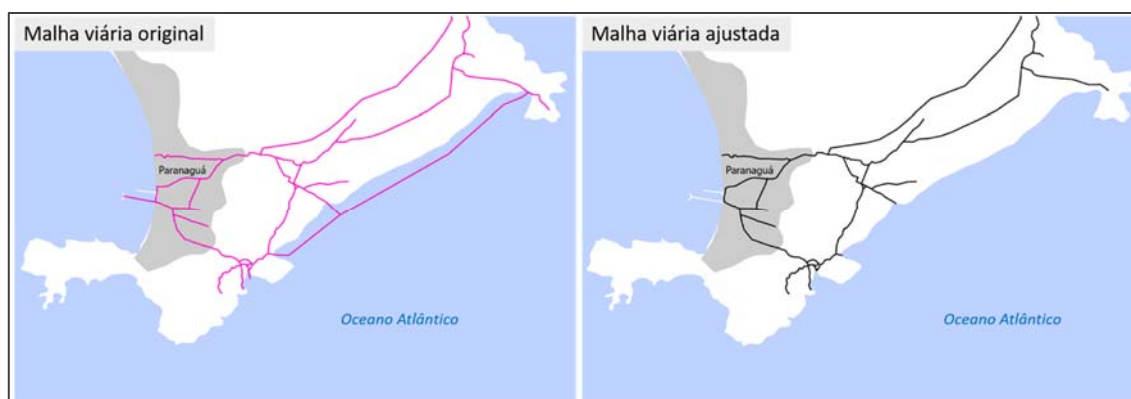 Malha viária original
Paranaguá
Oceano Atlântico
Malha viária ajustada
Paranaguá
Oceano Atlântico